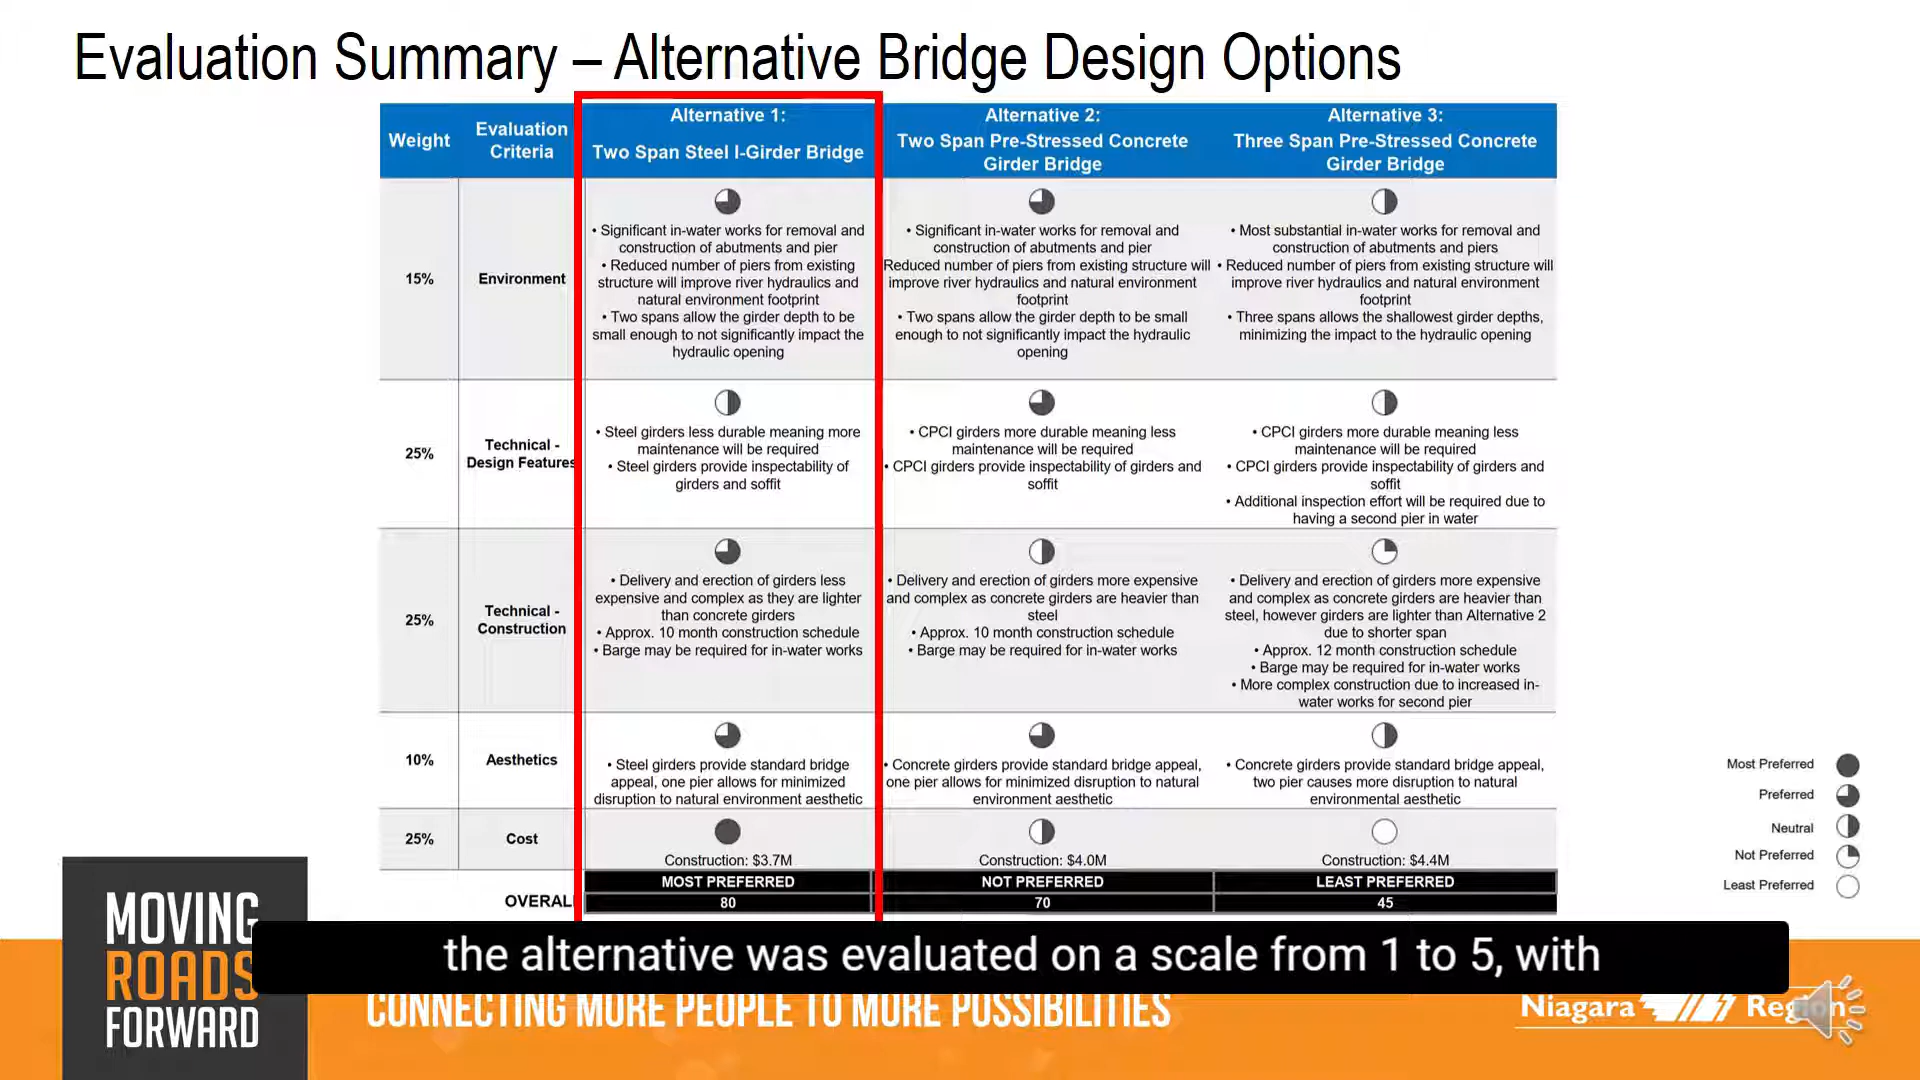 Evaluation Summary – Alternative Bridge Design Options
Weight
Evaluation
Criteria
Alternative 1:
Two Span Steel I-Girder Bridge
Alternative 2:
Two Span Pre-Stressed Concrete
Girder Bridge
Alternative 3:
Three Span Pre-Stressed Concrete
Girder Bridge
15%
Environment
• Significant in-water works for removal and
construction of abutments and pier
• Reduced number of piers from existing
structure will improve river hydraulics and
natural environment footprint
• Two spans allow the girder depth to be
small enough to not significantly impact the
hydraulic opening
• Significant in-water works for removal and
construction of abutments and pier
Reduced number of piers from existing structure will
improve river hydraulics and natural environment
footprint
• Two spans allow the girder depth to be small
enough to not significantly impact the hydraulic
opening
• Most substantial in-water works for removal and
construction of abutments and piers
• Reduced number of piers from existing structure will
improve river hydraulics and natural environment
footprint
• Three spans allows the shallowest girder depths,
minimizing the impact to the hydraulic opening
25%
Technical -
Design Features
• Steel girders less durable meaning more
maintenance will be required
• Steel girders provide inspectability of
girders and soffit
• CPCI girders more durable meaning less
maintenance will be required
• CPCI girders provide inspectability of girders and
soffit
• CPCI girders more durable meaning less
maintenance will be required
• CPCI girders provide inspectability of girders and
soffit
• Additional inspection effort will be required due to
having a second pier in water
25%
Technical -
Construction
• Delivery and erection of girders less
expensive and complex as they are lighter
than concrete girders
• Approx. 10 month construction schedule
• Barge may be required for in-water works
• Delivery and erection of girders more expensive
and complex as concrete girders are heavier than
steel
• Approx. 10 month construction schedule
• Barge may be required for in-water works
• Delivery and erection of girders more expensive
and complex as concrete girders are heavier than
steel, however girders are lighter than Alternative 2
due to shorter span
• Approx. 12 month construction schedule
• Barge may be required for in-water works
• More complex construction due to increased in-
water works for second pier
10%
Aesthetics
• Steel girders provide standard bridge
appeal, one pier allows for minimized
disruption to natural environment aesthetic
• Concrete girders provide standard bridge appeal,
one pier allows for minimized disruption to natural
environment aesthetic
• Concrete girders provide standard bridge appeal,
two pier causes more disruption to natural
environmental aesthetic
25%
Cost
Construction: $3.7M
Construction: $4.0M
Construction: $4.4M
OVERAL
MOST PREFERRED
80
NOT PREFERRED
70
LEAST PREFERRED
45
Most Preferred
Preferred
Neutral
Not Preferred
Least Preferred
MOVING
ROADS
FORWARD
the alternative was evaluated on a scale from 1 to 5, with
CONNECTING MORE PEOPLE TO MORE POSSIBILITIES
Niagara Region